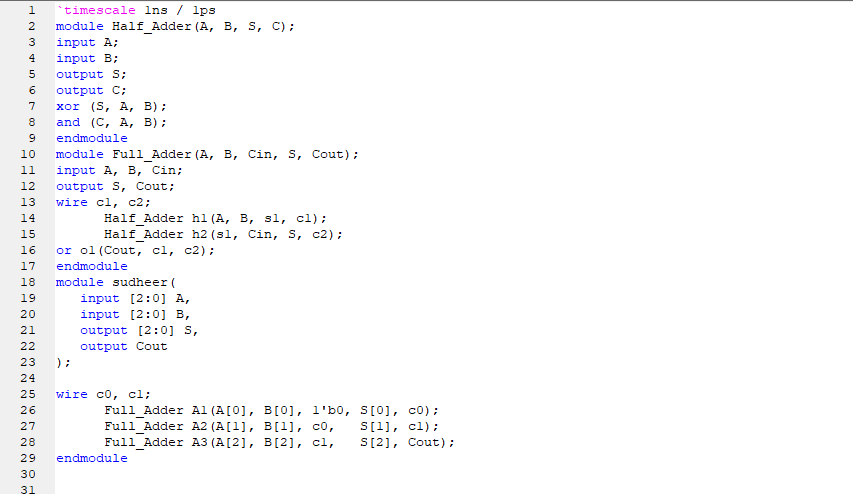 1 `timescale 1ns / 1ps
2 module Half_Adder(A, B, S, C);
3 input A;
4 input B;
5 output S;
6 output C;
7 xor (S, A, B);
8 and (C, A, B);
9 endmodule
10 module Full_Adder(A, B, Cin, S, Cout);
11 input A, B, Cin;
12 output S, Cout;
13 wire c1, c2;
14 Half_Adder h1(A, B, s1, c1);
15 Half_Adder h2(s1, Cin, S, c2);
16 or o1(Cout, c1, c2);
17 endmodule
18 module sudheer(
19 input [2:0] A,
20 input [2:0] B,
21 output [2:0] S,
22 output Cout
23 );
24
25 wire c0, c1;
26 Full_Adder A1(A[0], B[0], 1'b0, S[0], c0);
27 Full_Adder A2(A[1], B[1], c0, S[1], c1);
28 Full_Adder A3(A[2], B[2], c1, S[2], Cout);
29 endmodule
30
31